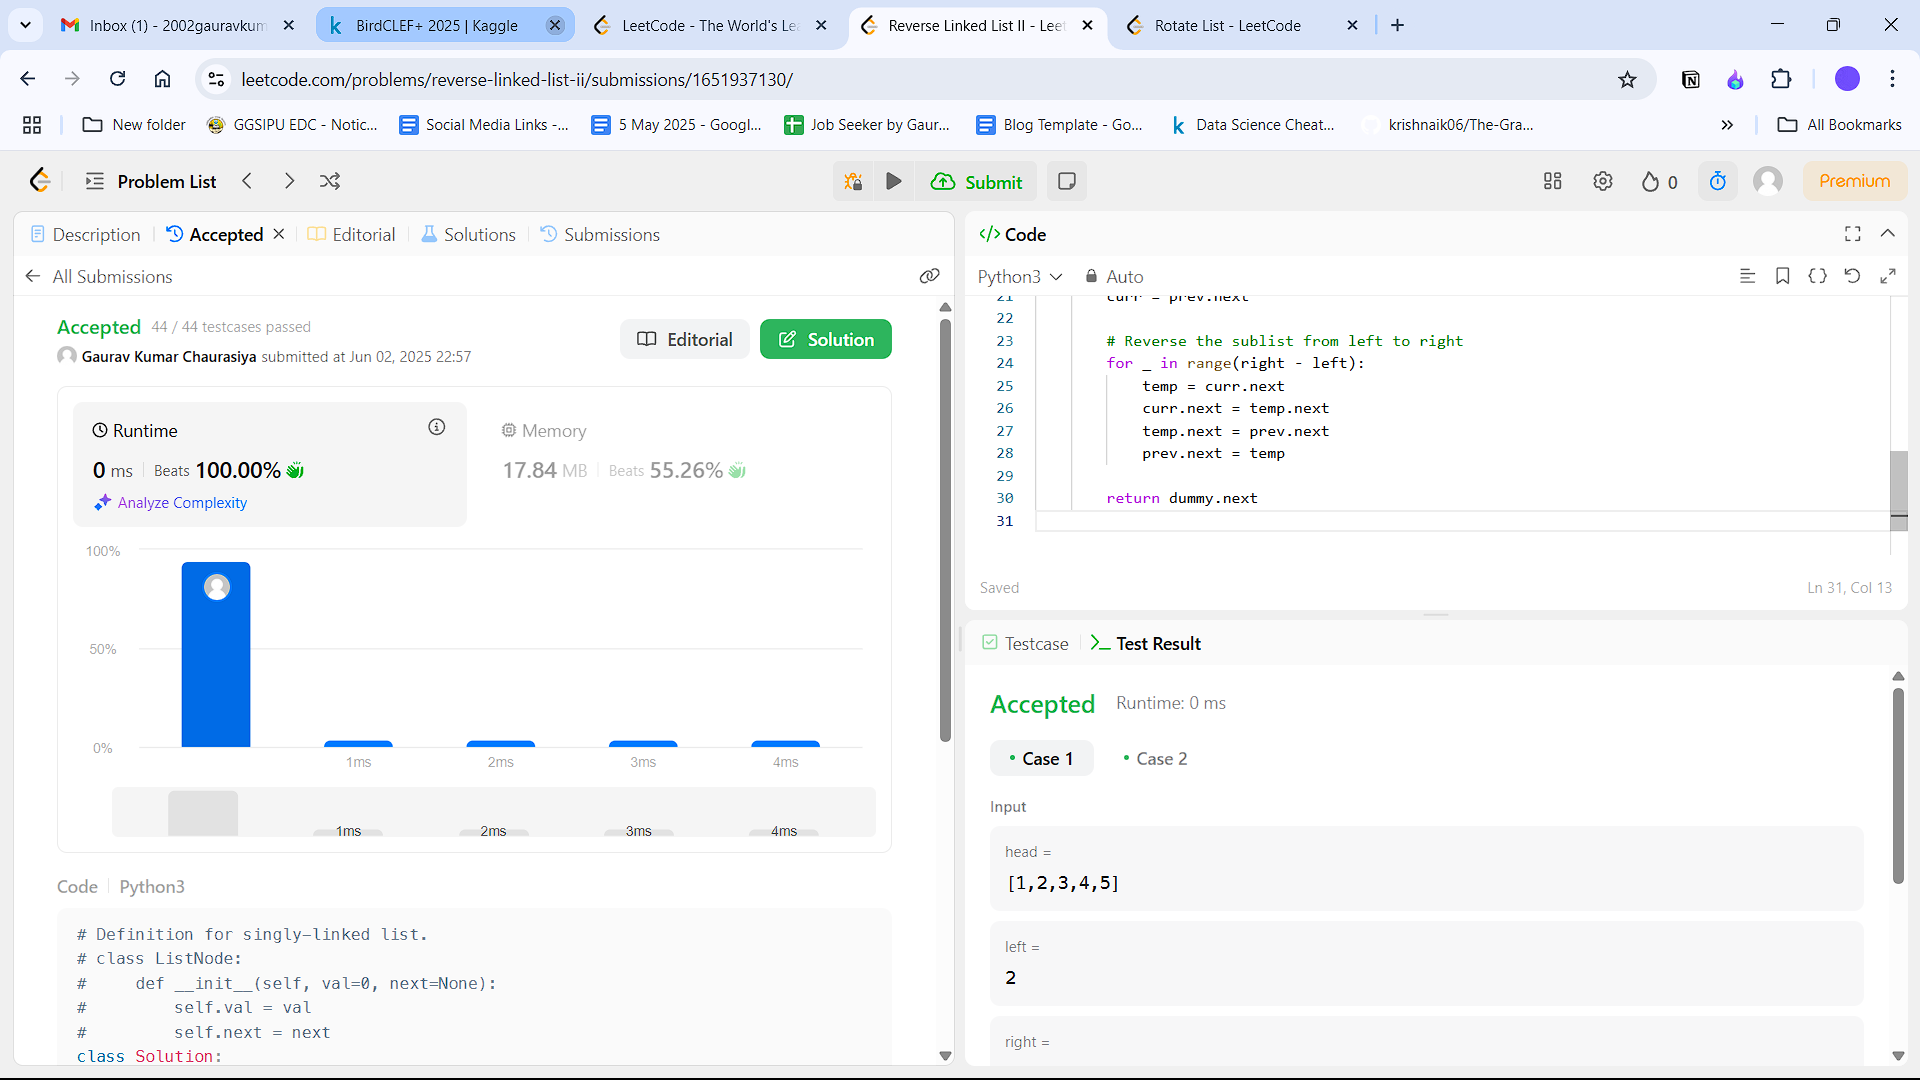 Inbox (1) - 2002gauravkum
BirdCLEF+ 2025 | Kaggle
LeetCode - The World's Le
Reverse Linked List II - Leet
Rotate List - LeetCode
leetcode.com/problems/reverse-linked-list-ii/submissions/1651937130/
New folder
GGSIPU EDC - Notic...
Social Media Links -...
5 May 2025 - Googl...
Job Seeker by Gaur...
Blog Template - Go...
Data Science Cheat...
krishnaik06/The-Gra...
All Bookmarks
Problem List
Submit
0
Premium
Description
Accepted
Editorial
Solutions
Submissions
All Submissions
Accepted 44 / 44 testcases passed
Gaurav Kumar Chaurasiya submitted at Jun 02, 2025 22:57
Editorial
Solution
Runtime
0 ms Beats 100.00%
Analyze Complexity
Memory
17.84 MB Beats 55.26%
100%
50%
0%
1ms 2ms 3ms 4ms
1ms 2ms 3ms 4ms
Code Python3
# Definition for singly-linked list.
# class ListNode:
#     def __init__(self, val=0, next=None):
#         self.val = val
#         self.next = next
class Solution:
Code
Python3 Auto
21 curr = prev.next
22
23 # Reverse the sublist from left to right
24 for _ in range(right - left):
25 temp = curr.next
26 curr.next = temp.next
27 temp.next = prev.next
28 prev.next = temp
29
30 return dummy.next
31
Saved
Ln 31, Col 13
Testcase
Test Result
Accepted Runtime: 0 ms
Case 1 Case 2
Input
head =
[1,2,3,4,5]
left =
2
right =